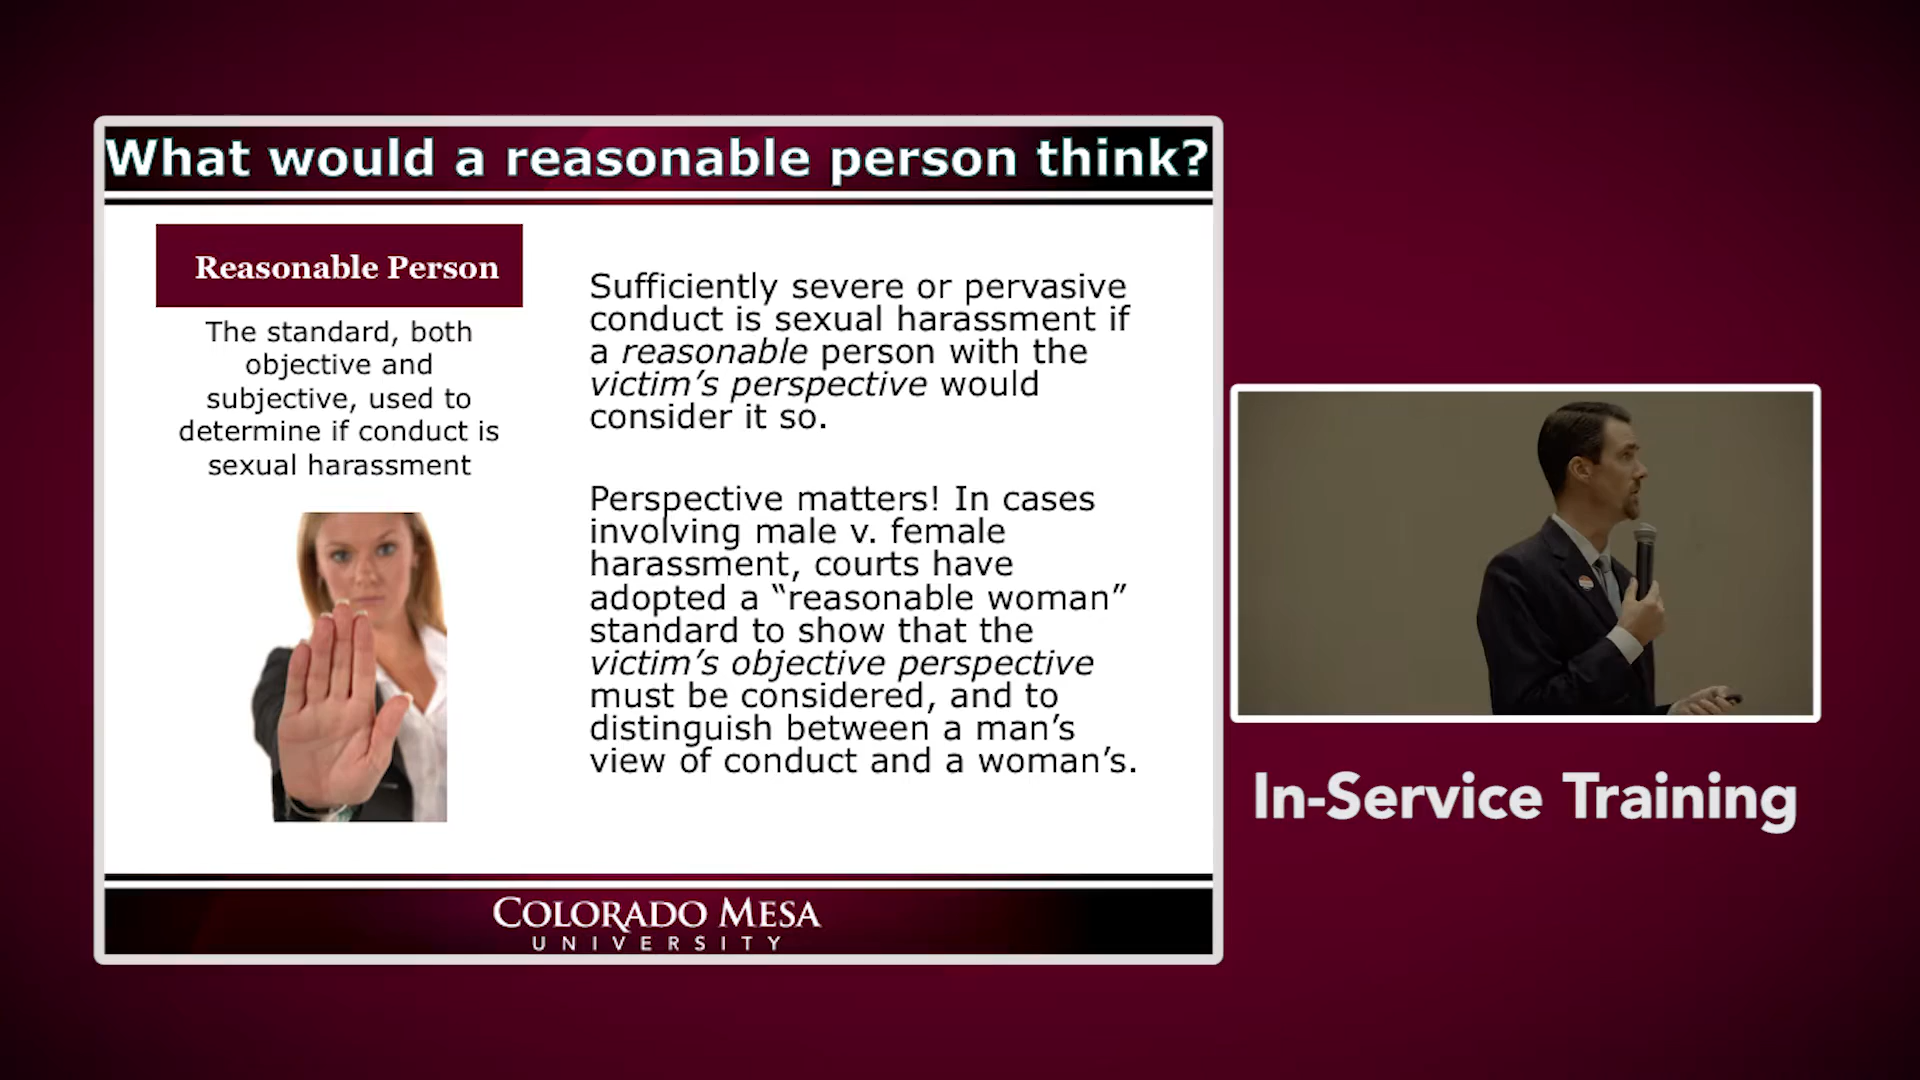 What would a reasonable person think?
Reasonable Person
The standard, both
objective and
subjective, used to
determine if conduct is
sexual harassment
Sufficiently severe or pervasive
conduct is sexual harassment if
a reasonable person with the
victim’s perspective would
consider it so.
Perspective matters! In cases
involving male v. female
harassment, courts have
adopted a “reasonable woman”
standard to show that the
victim’s objective perspective
must be considered, and to
distinguish between a man’s
view of conduct and a woman’s.
COLORADO MESA
UNIVERSITY
In-Service Training